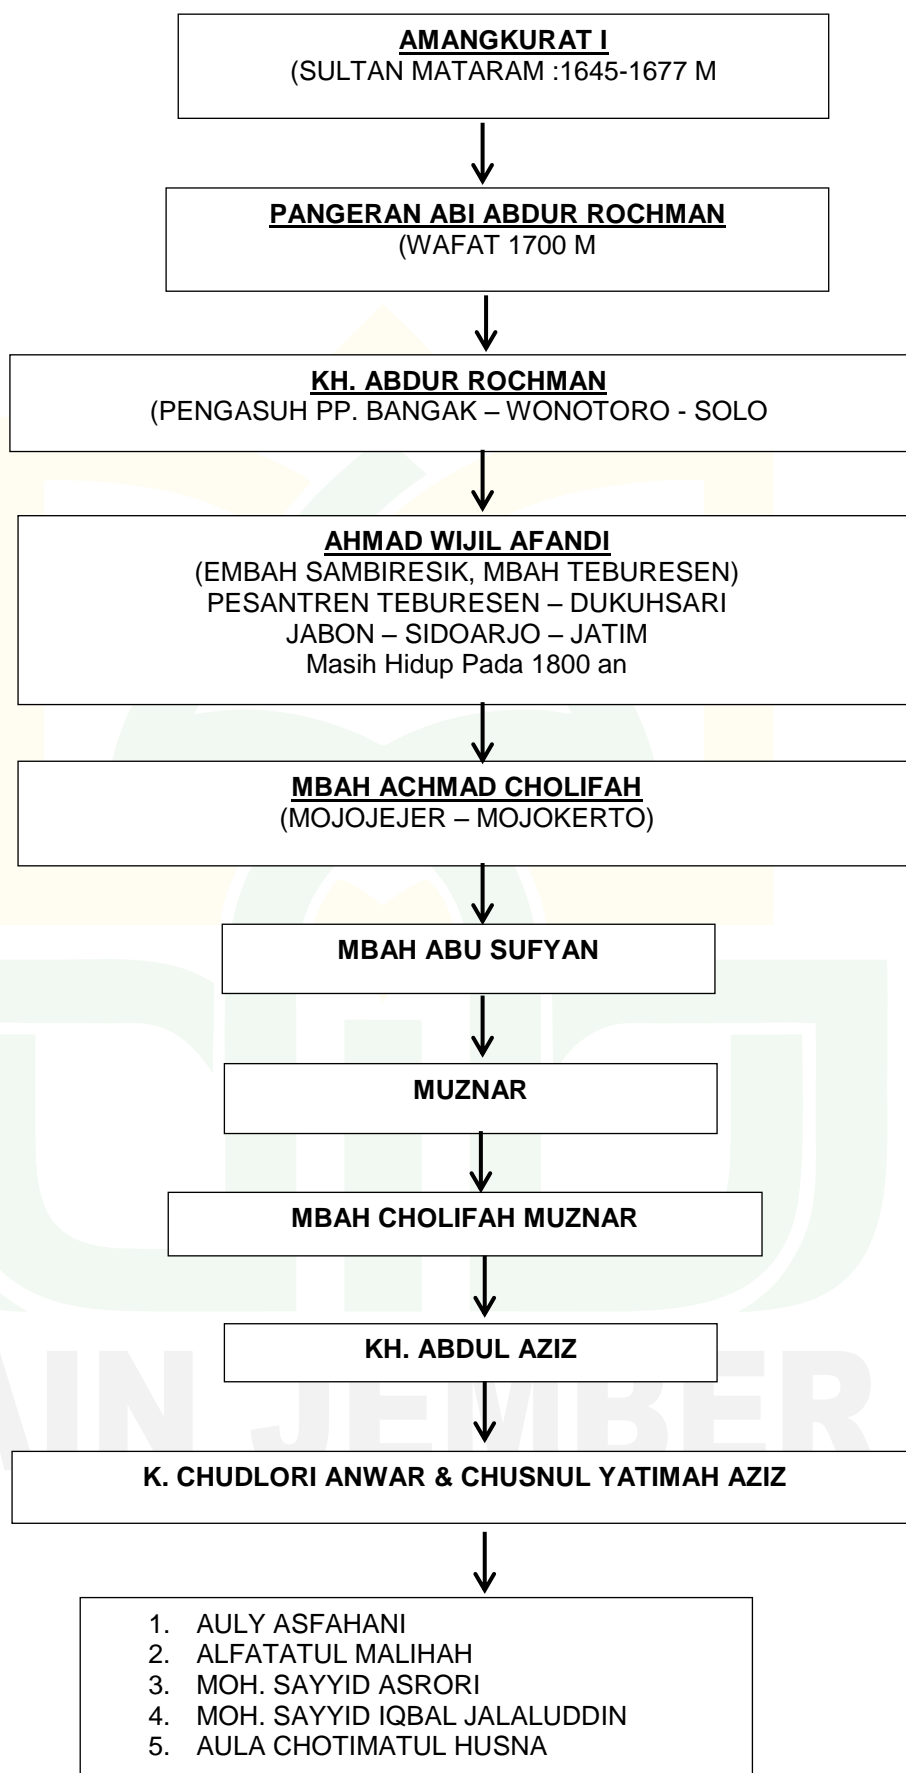 AMANGKURAT I
(SULTAN MATARAM :1645-1677 M
PANGERAN ABI ABDUR ROCHMAN
(WAFAT 1700 M
KH. ABDUR ROCHMAN
(PENGASUH PP. BANGAK – WONOTORO - SOLO
AHMAD WIJIL AFANDI
(EMBAH SAMBIRESIK, MBAH TEBURESEN)
PESANTREN TEBURESEN – DUKUHSARI
JABON – SIDOARJO – JATIM
Masih Hidup Pada 1800 an
MBAH ACHMAD CHOLIFAH
(MOJOJEJER – MOJOKERTO)
MBAH ABU SUFYAN
MUZNAR
MBAH CHOLIFAH MUZNAR
KH. ABDUL AZIZ
AIN JEMBER
K. CHUDLORI ANWAR & CHUSNUL YATIMAH AZIZ
1. AULY ASFAHANI
2. ALFATATUL MALIHAH
3. MOH. SAYYID ASRORI
4. MOH. SAYYID IQBAL JALALUDDIN
5. AULA CHOTIMATUL HUSNA